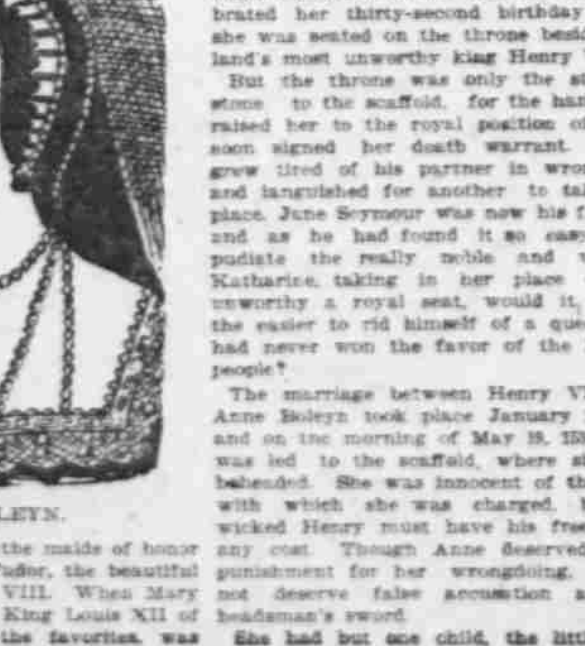 LEYN.
the maids of honor
Tudor, the beautiful
VIII. When Mary
King Louis XII of
the favorites, was
brated her thirty-second birthday
she was seated on the throne besid
land's most unworthy king Henry
But the throne was only the s
stone to the scaffold, for the han
raised her to the royal position o
soon signed her death warrant.
grew tired of his partner in wro
and languished for another to ta
place. Jane Seymour was now his
and as he had found it so easy
pudiate the really noble and
Katharine, taking in her place
unworthy a royal seat, would it,
the easier to rid himself of a que
had never won the favor of the
people?
The marriage between Henry V
Anne Boleyn took place January
and on the morning of May 19, 15
was led to the scaffold, where s
beheaded. She was innocent of th
with which she was charged.
wicked Henry must have his free
any cost. Though Anne deserved
punishment for her wrongdoing,
not deserve false accusation a
headsman's sword.
She had but one child, the littl